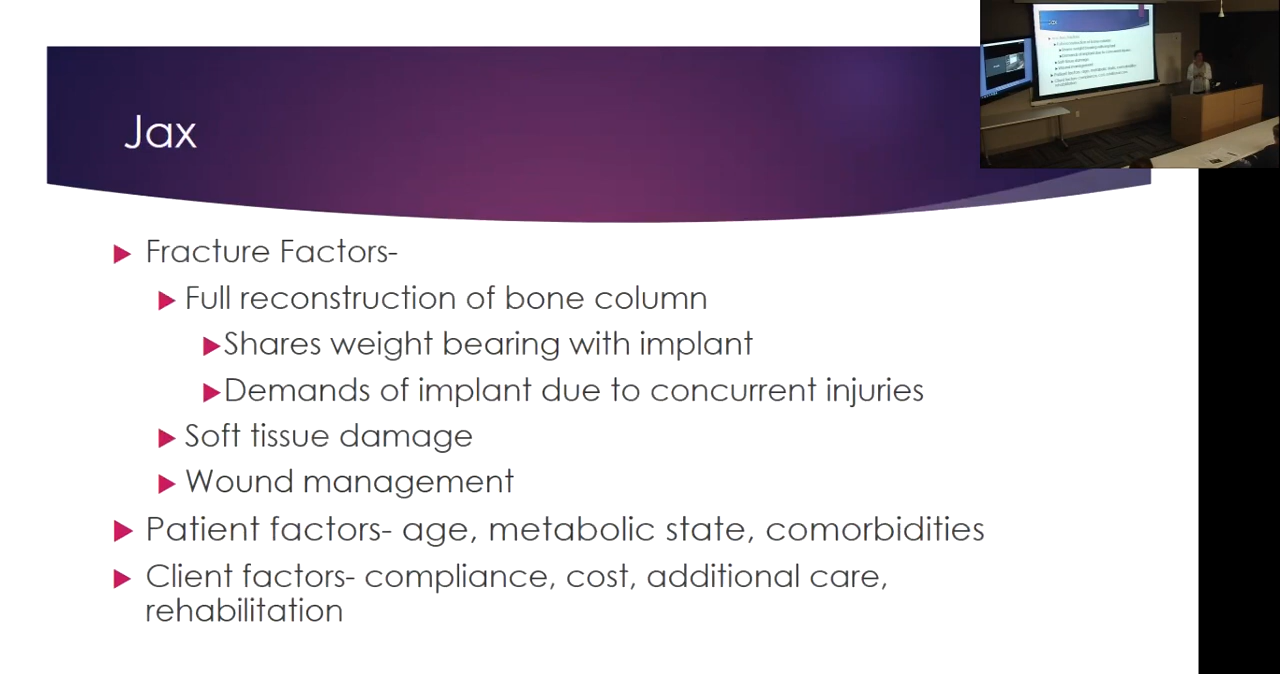 Jax
Fracture Factors-
Full reconstruction of bone column
Shares weight bearing with implant
Demands of implant due to concurrent injuries
Soft tissue damage
Wound management
Patient factors- age, metabolic state, comorbidities
Client factors- compliance, cost, additional care,
rehabilitation